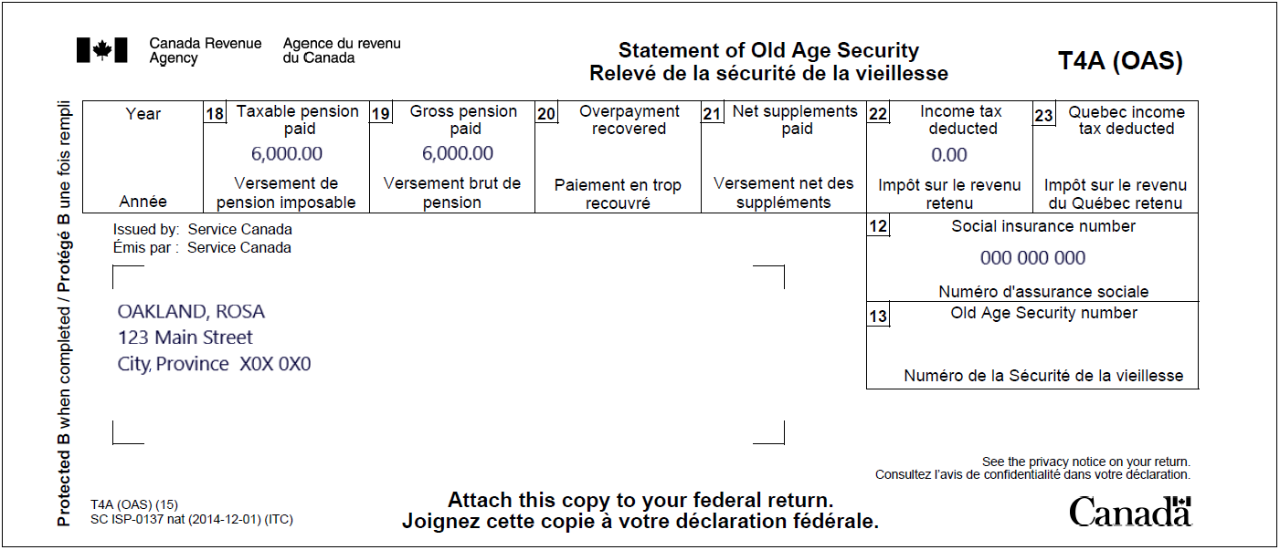 Canada Revenue Agency
Agence du revenu du Canada
Statement of Old Age Security
Relevé de la sécurité de la vieillesse
T4A (OAS)
Protected B when completed / Protégé B une fois rempli
Year
Année
18 Taxable pension paid
6,000.00
Versement de pension imposable
19 Gross pension paid
6,000.00
Versement brut de pension
20 Overpayment recovered
Paiement en trop recouvré
21 Net supplements paid
Versement net des suppléments
22 Income tax deducted
0.00
Impôt sur le revenu retenu
23 Quebec income tax deducted
Impôt sur le revenu du Québec retenu
Issued by: Service Canada
Émis par : Service Canada
12 Social insurance number
000 000 000
Numéro d'assurance sociale
13 Old Age Security number
Numéro de la Sécurité de la vieillesse
OAKLAND, ROSA
123 Main Street
City, Province X0X 0X0
See the privacy notice on your return.
Consultez l'avis de confidentialité dans votre déclaration.
T4A (OAS) (15)
SC ISP-0137 nat (2014-12-01) (ITC)
Attach this copy to your federal return.
Joignez cette copie à votre déclaration fédérale.
Canada